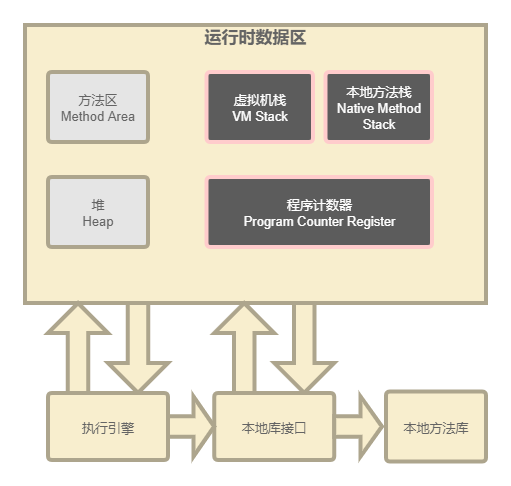 运行时数据区
方法区
Method Area
虚拟机栈
VM Stack
本地方法栈
Native Method
Stack
堆
Heap
程序计数器
Program Counter Register
执行引擎
本地库接口
本地方法库